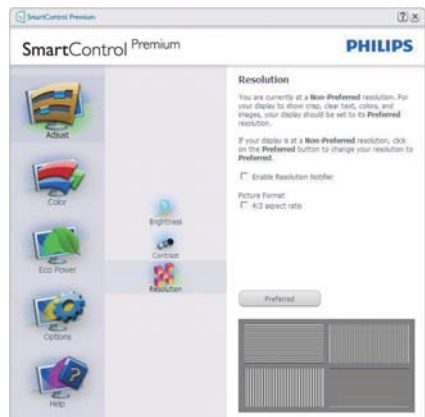 SmartControl Premium
SmartControl Premium
PHILIPS
Adjust
Color
Eco Power
Options
Help
Brightness
Contrast
Resolution
Resolution
You are currently at a Non-Preferred resolution. For
your display to show crisp, clear text, colors, and
images, your display should be set to its Preferred
resolution.
If your display is at a Non-Preferred resolution, click
on the Preferred button to change your resolution to
Preferred.
Enable Resolution Notifier
Picture Format
4:3 aspect ratio
Preferred